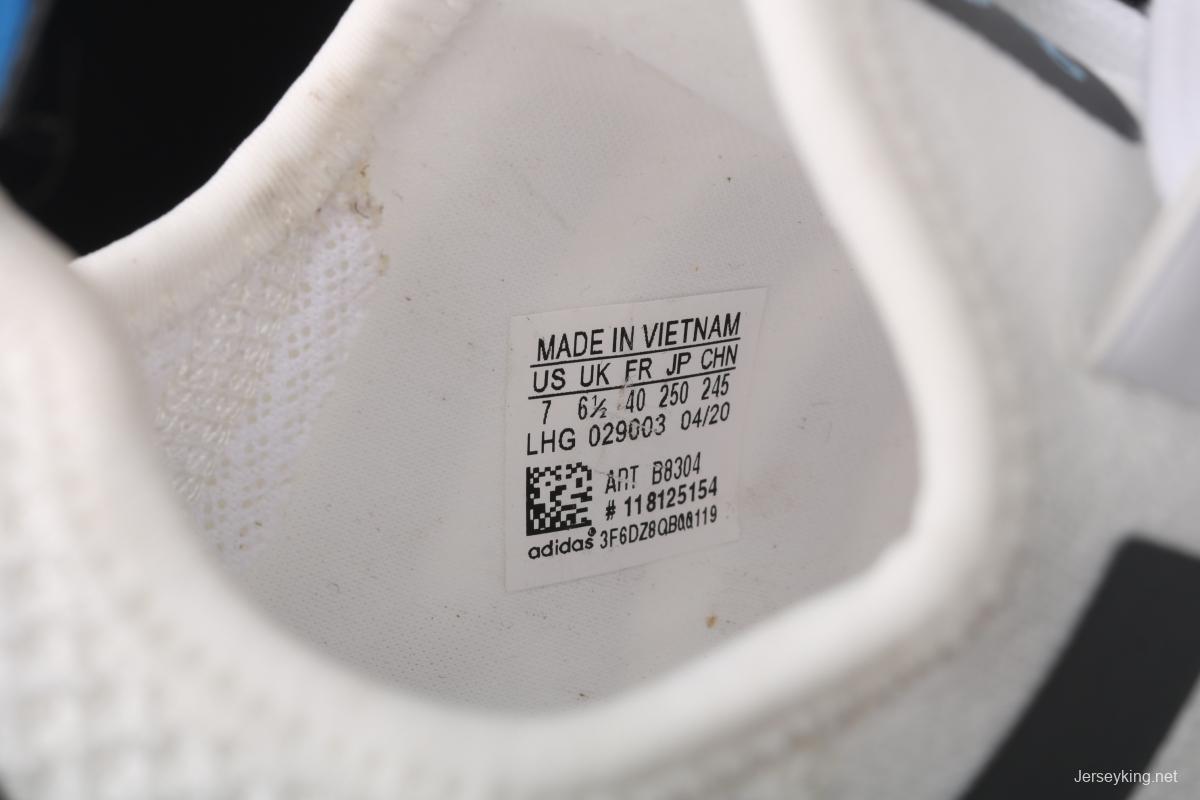 MADE IN VIETNAM
US UK FR JP CHN
7 6½ 40 250 245
LHG 029003 04/20
ART B8304
# 118125154
adidas 3F6DZ8QB00119
Jerseyking.net